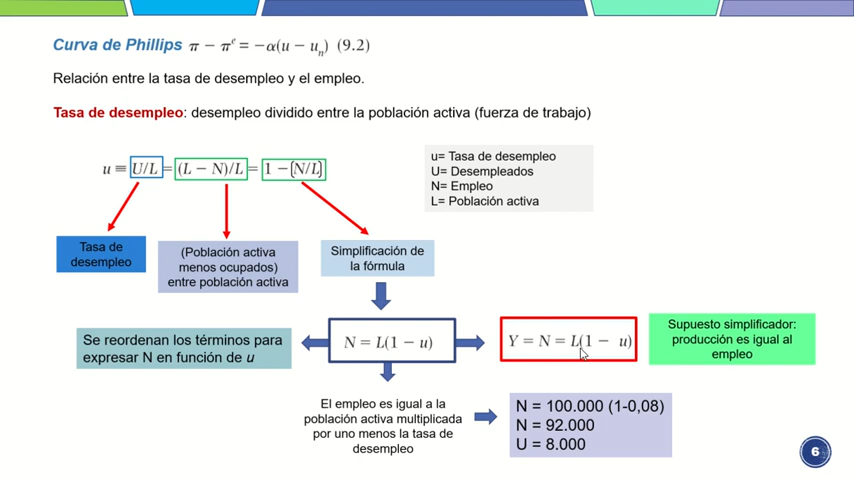 Curva de Phillips π − πᵉ = −α(u − uₙ) (9.2)
Relación entre la tasa de desempleo y el empleo.
Tasa de desempleo: desempleo dividido entre la población activa (fuerza de trabajo)
u ≡ U/L = (L − N)/L = 1 − (N/L)
u= Tasa de desempleo
U= Desempleados
N= Empleo
L= Población activa
Tasa de
desempleo
(Población activa
menos ocupados)
entre población activa
Simplificación de
la fórmula
Se reordenan los términos para
expresar N en función de u
N = L(1 − u)
Y = N = L(1 − u)
Supuesto simplificador:
producción es igual al
empleo
El empleo es igual a la
población activa multiplicada
por uno menos la tasa de
desempleo
N = 100.000 (1-0,08)
N = 92.000
U = 8.000
6